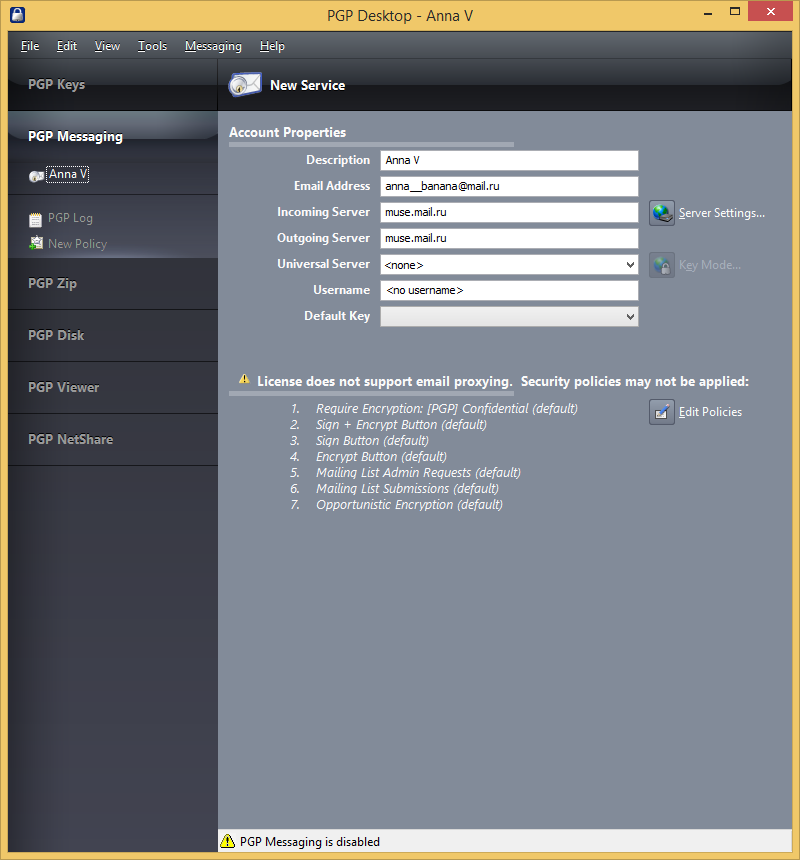 PGP Desktop - Anna V
File Edit View Tools Messaging Help
PGP Keys
PGP Messaging
Anna V
PGP Log
New Policy
PGP Zip
PGP Disk
PGP Viewer
PGP NetShare
New Service
Account Properties
Description Anna V
Email Address anna__banana@mail.ru
Incoming Server muse.mail.ru Server Settings...
Outgoing Server muse.mail.ru
Universal Server <none> Key Mode...
Username <no username>
Default Key
License does not support email proxying. Security policies may not be applied:
1. Require Encryption: [PGP] Confidential (default) Edit Policies
2. Sign + Encrypt Button (default)
3. Sign Button (default)
4. Encrypt Button (default)
5. Mailing List Admin Requests (default)
6. Mailing List Submissions (default)
7. Opportunistic Encryption (default)
PGP Messaging is disabled